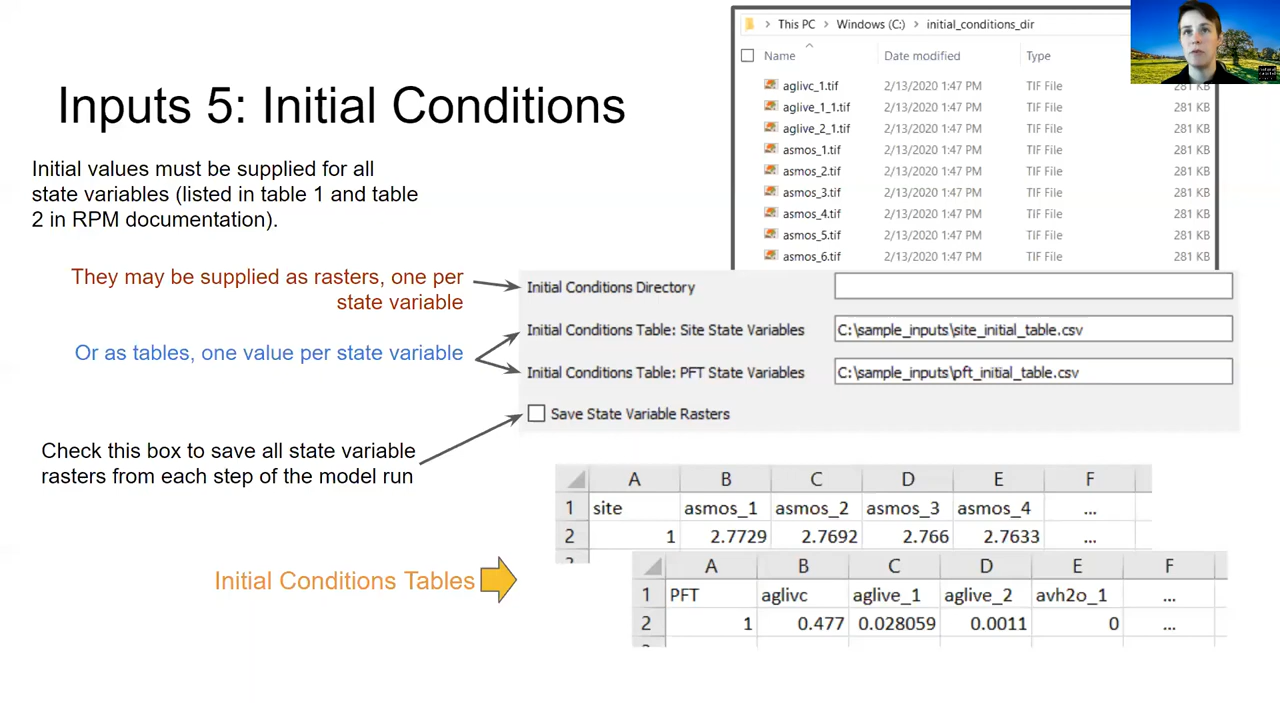 Inputs 5: Initial Conditions
Initial values must be supplied for all
state variables (listed in table 1 and table
2 in RPM documentation).
They may be supplied as rasters, one per
state variable
Or as tables, one value per state variable
Check this box to save all state variable
rasters from each step of the model run
Initial Conditions Tables
> This PC > Windows (C:) > initial_conditions_dir
Name Date modified Type
aglivc_1.tif 2/13/2020 1:47 PM TIF File 281 KB
aglive_1_1.tif 2/13/2020 1:47 PM TIF File 281 KB
aglive_2_1.tif 2/13/2020 1:47 PM TIF File 281 KB
asmos_1.tif 2/13/2020 1:47 PM TIF File 281 KB
asmos_2.tif 2/13/2020 1:47 PM TIF File 281 KB
asmos_3.tif 2/13/2020 1:47 PM TIF File 281 KB
asmos_4.tif 2/13/2020 1:47 PM TIF File 281 KB
asmos_5.tif 2/13/2020 1:47 PM TIF File 281 KB
asmos_6.tif 2/13/2020 1:47 PM TIF File 281 KB
Initial Conditions Directory
Initial Conditions Table: Site State Variables C:\sample_inputs\site_initial_table.csv
Initial Conditions Table: PFT State Variables C:\sample_inputs\pft_initial_table.csv
Save State Variable Rasters
A B C D E F
1 site asmos_1 asmos_2 asmos_3 asmos_4 ...
2 1 2.7729 2.7692 2.766 2.7633 ...
A B C D E F
1 PFT aglivc aglive_1 aglive_2 avh2o_1 ...
2 1 0.477 0.028059 0.0011 0 ...